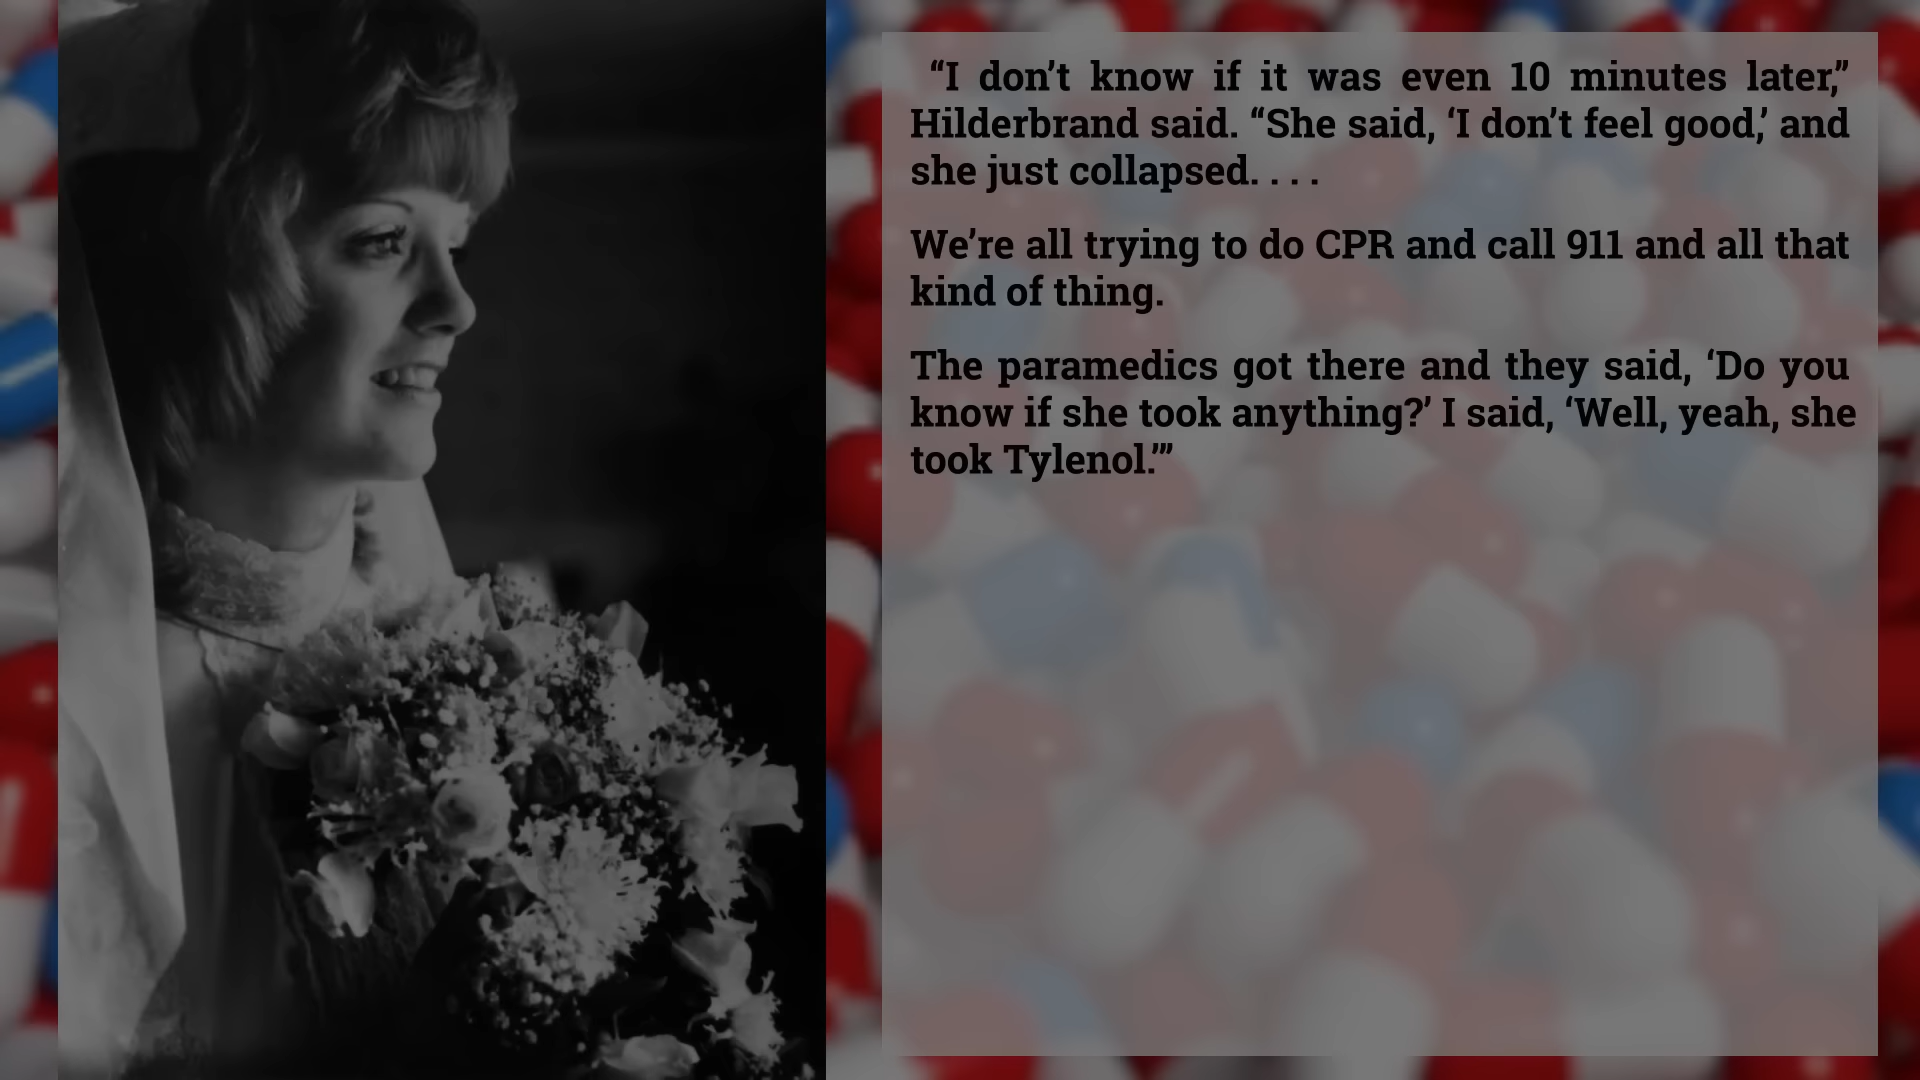 “I don’t know if it was even 10 minutes later,”
Hilderbrand said. “She said, ‘I don’t feel good,’ and
she just collapsed. . . .
We’re all trying to do CPR and call 911 and all that
kind of thing.
The paramedics got there and they said, ‘Do you
know if she took anything?’ I said, ‘Well, yeah, she
took Tylenol.’”